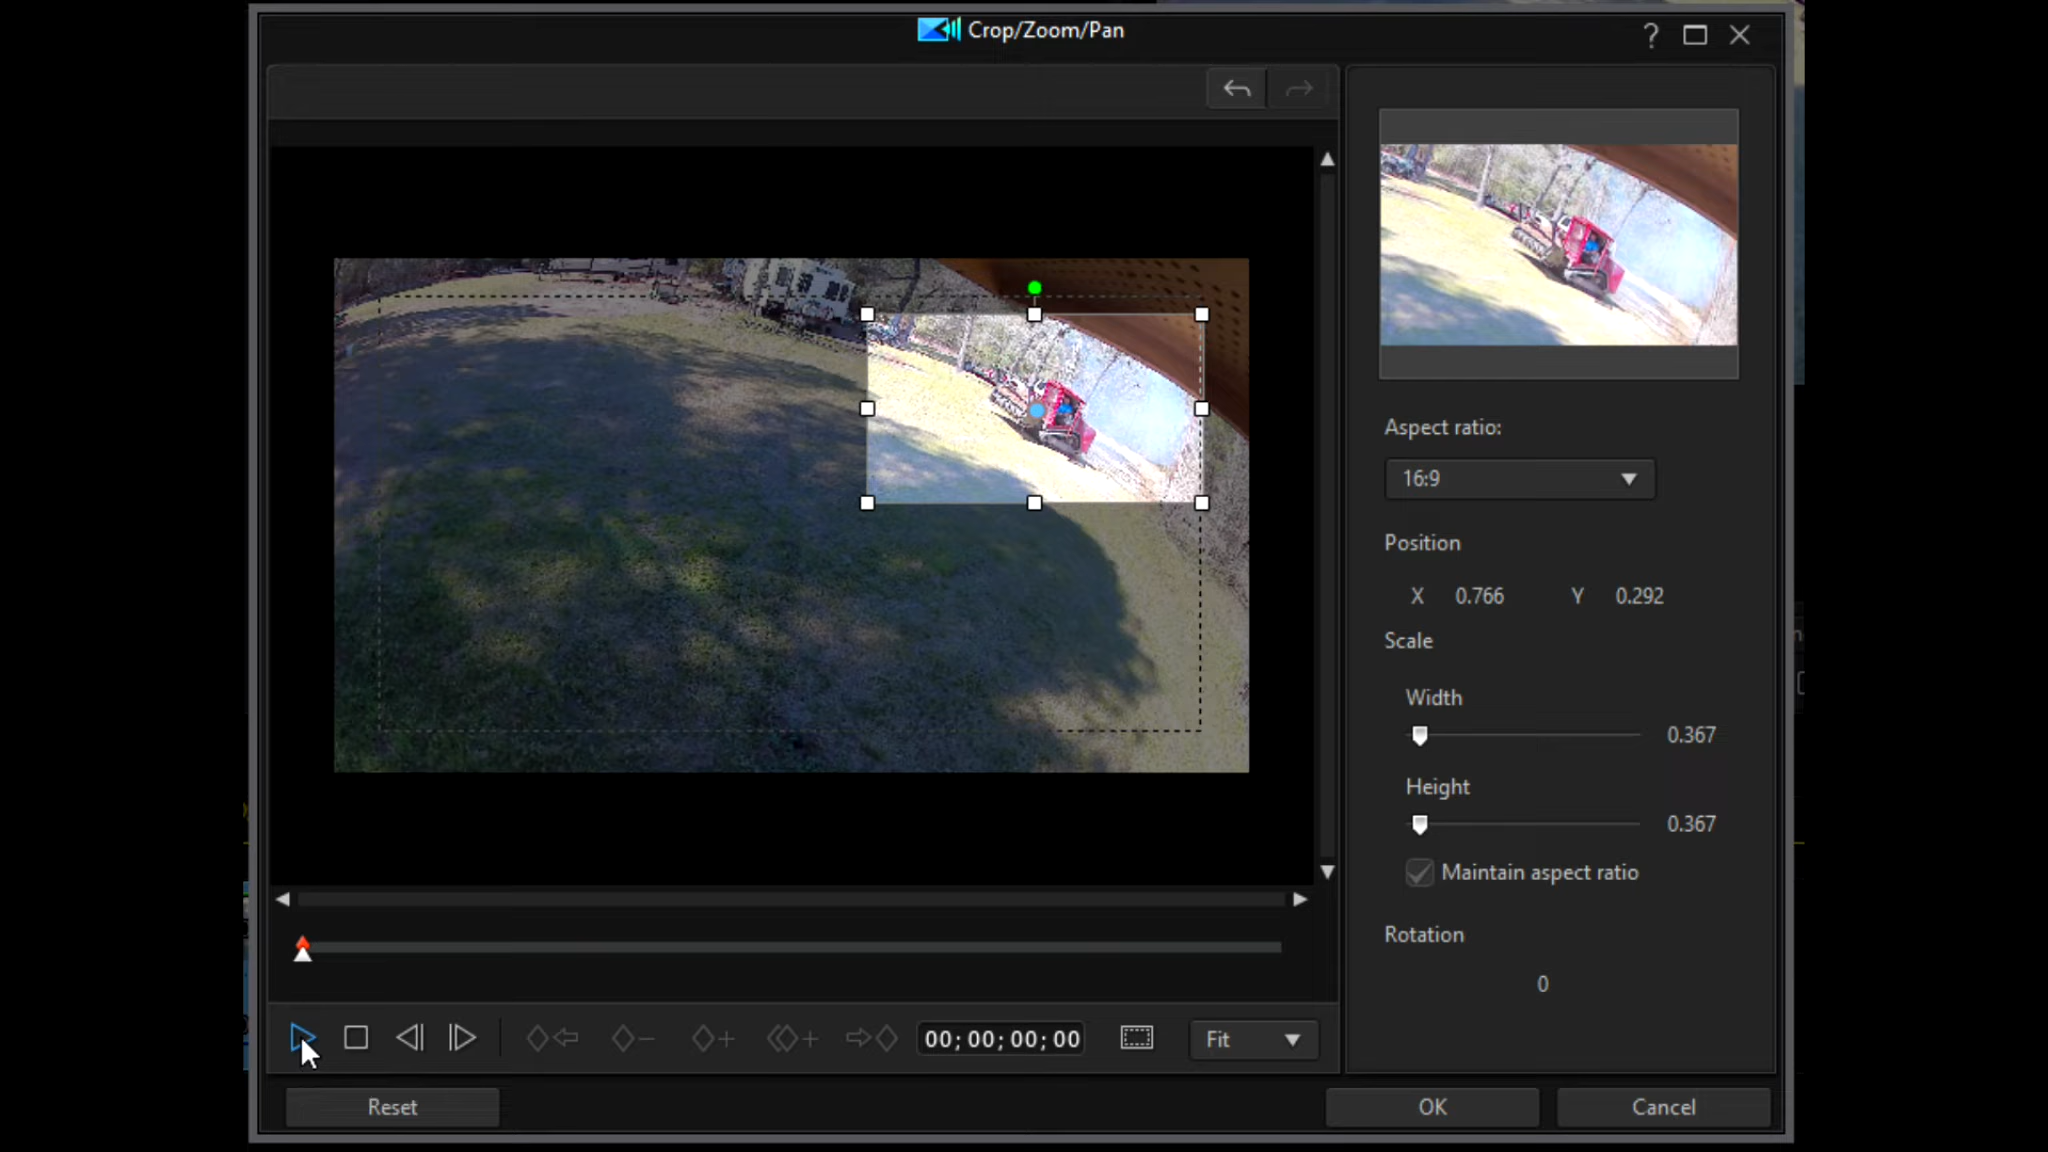 Crop/Zoom/Pan
?
Aspect ratio:
16:9
Position
X 0.766 Y 0.292
Scale
Width
0.367
Height
0.367
Maintain aspect ratio
Rotation
0
00;00;00;00
Fit
Reset
OK
Cancel